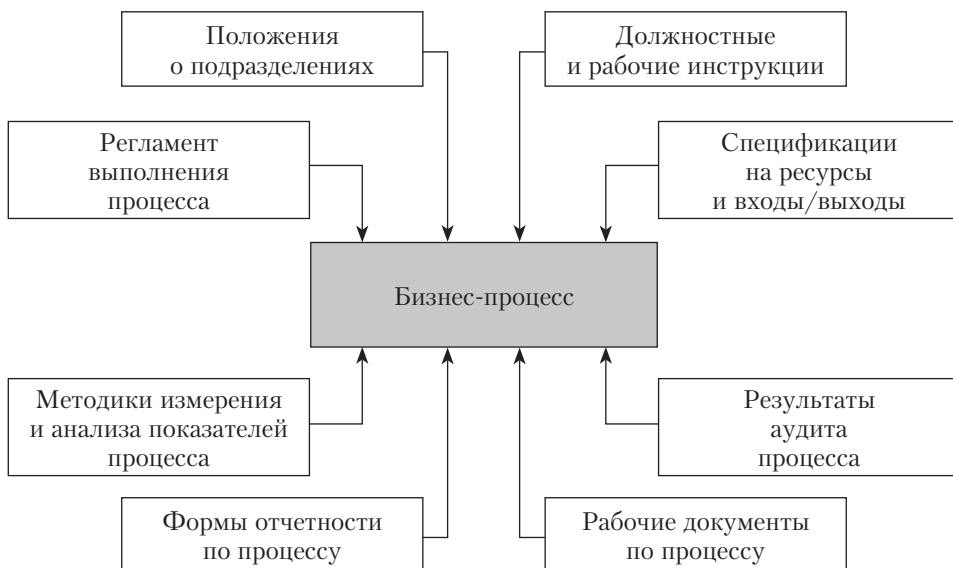 Положения
о подразделениях
Должностные
и рабочие инструкции
Регламент
выполнения
процесса
Спецификации
на ресурсы
и входы/выходы
Бизнес-процесс
Методики измерения
и анализа показателей
процесса
Результаты
аудита
процесса
Формы отчетности
по процессу
Рабочие документы
по процессу